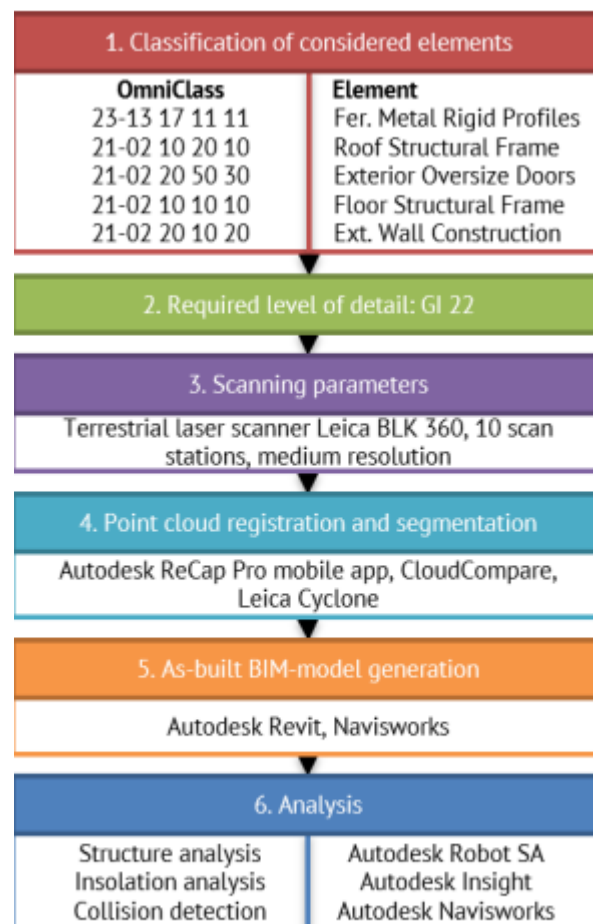 1. Classification of considered elements
OmniClass Element
23-13 17 11 11 Fer. Metal Rigid Profiles
21-02 10 20 10 Roof Structural Frame
21-02 20 50 30 Exterior Oversize Doors
21-02 10 10 10 Floor Structural Frame
21-02 20 10 20 Ext. Wall Construction
2. Required level of detail: GI 22
3. Scanning parameters
Terrestrial laser scanner Leica BLK 360, 10 scan
stations, medium resolution
4. Point cloud registration and segmentation
Autodesk ReCap Pro mobile app, CloudCompare,
Leica Cyclone
5. As-built BIM-model generation
Autodesk Revit, Navisworks
6. Analysis
Structure analysis Autodesk Robot SA
Insolation analysis Autodesk Insight
Collision detection Autodesk Navisworks